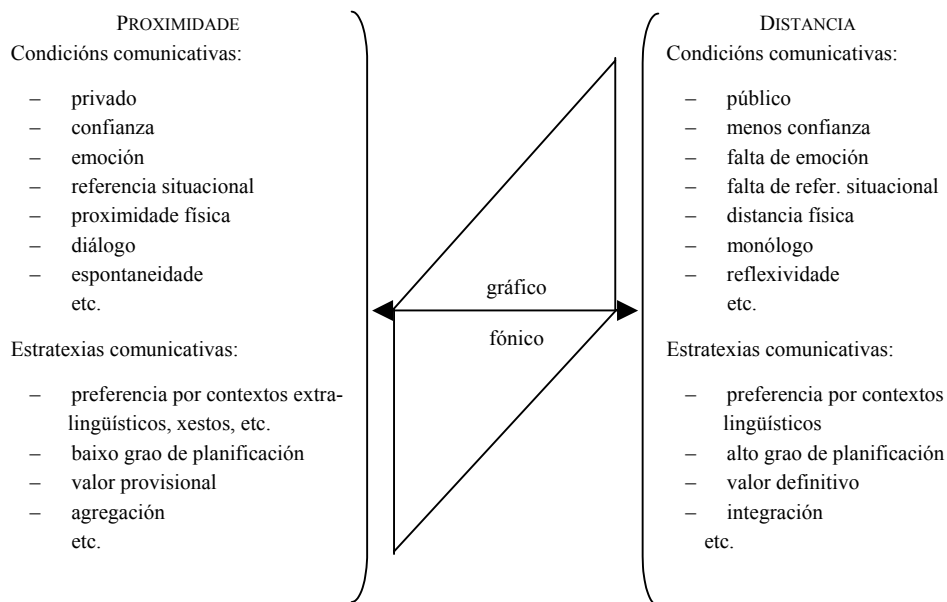 PROXIMIDADE
Condicións comunicativas:
– privado
– confianza
– emoción
– referencia situacional
– proximidade física
– diálogo
– espontaneidade
etc.
Estratexias comunicativas:
– preferencia por contextos extra-
lingüísticos, xestos, etc.
– baixo grao de planificación
– valor provisional
– agregación
etc.
gráfico
fónico
DISTANCIA
Condicións comunicativas:
– público
– menos confianza
– falta de emoción
– falta de refer. situacional
– distancia física
– monólogo
– reflexividade
etc.
Estratexias comunicativas:
– preferencia por contextos
lingüísticos
– alto grao de planificación
– valor definitivo
– integración
etc.